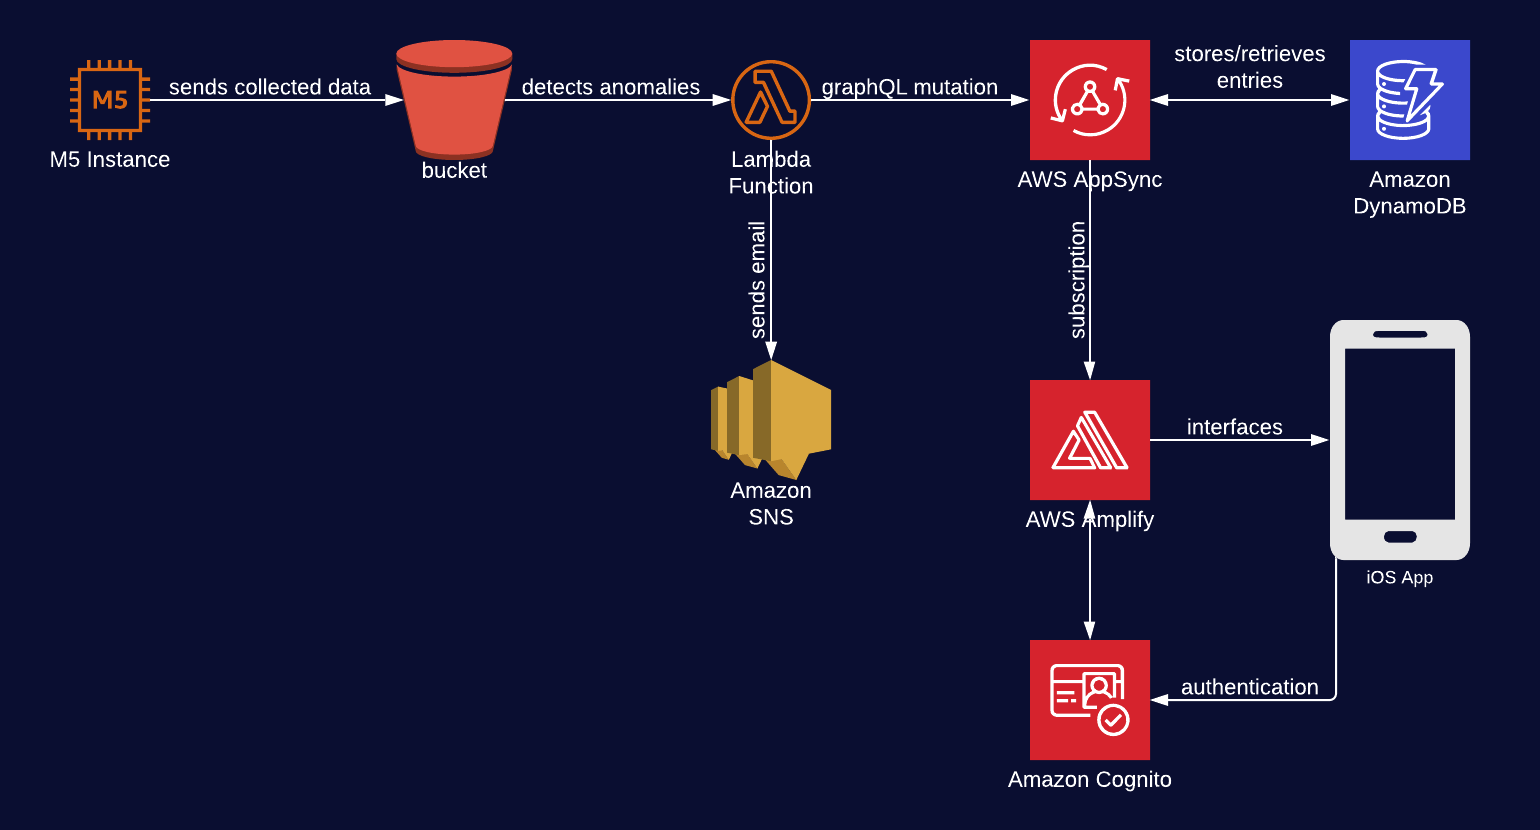 M5
M5 Instance
sends collected data
bucket
detects anomalies
Lambda
Function
graphQL mutation
AWS AppSync
stores/retrieves
entries
Amazon
DynamoDB
sends email
subscription
Amazon
SNS
AWS Amplify
interfaces
iOS App
authentication
Amazon Cognito